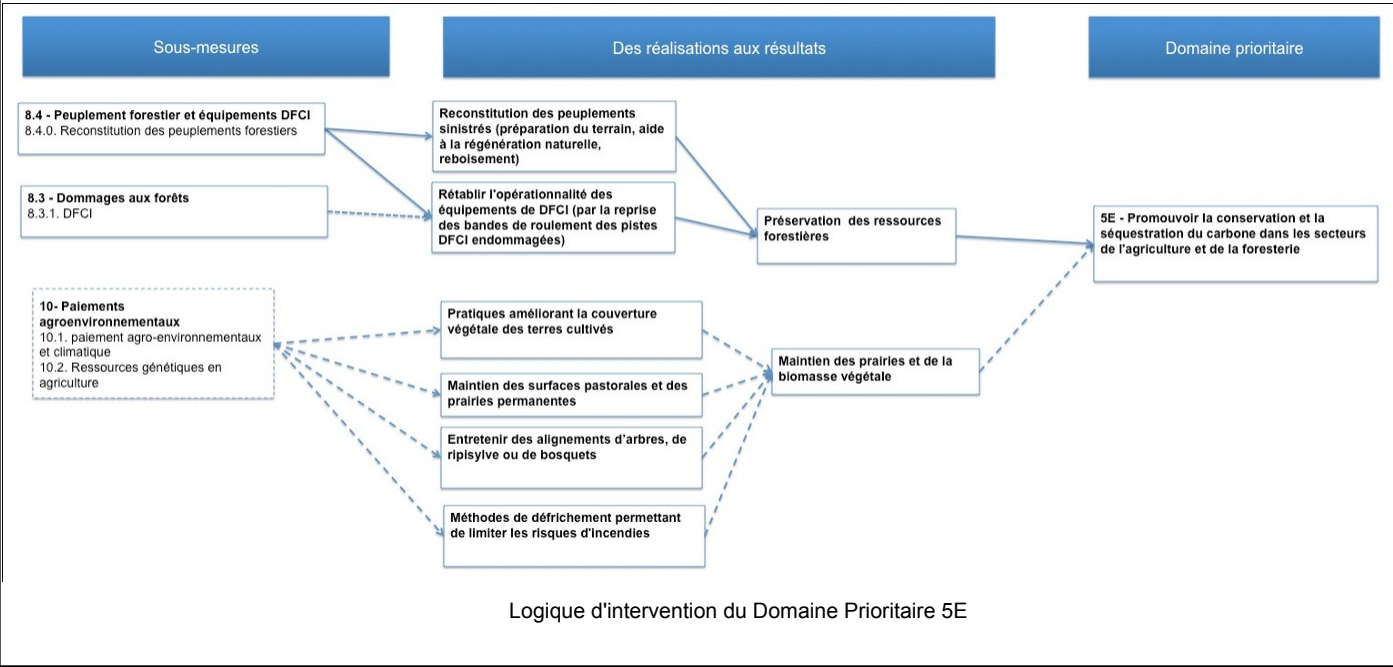 Sous-mesures
Des réalisations aux résultats
Domaine prioritaire
8.4 - Peuplement forestier et équipements DFCI
8.4.0. Reconstitution des peuplements forestiers
8.3 - Dommages aux forêts
8.3.1. DFCI
10- Paiements
agroenvironnementaux
10.1. paiement agro-environnementaux
et climatique
10.2. Ressources génétiques en
agriculture
Reconstitution des peuplements
sinistrés (préparation du terrain, aide
à la régénération naturelle,
reboisement)
Rétablir l'opérationnalité des
équipements de DFCI (par la reprise
des bandes de roulement des pistes
DFCI endommagées)
Pratiques améliorant la couverture
végétale des terres cultivés
Maintien des surfaces pastorales et des
prairies permanentes
Entretenir des alignements d'arbres, de
ripisylve ou de bosquets
Méthodes de défrichement permettant
de limiter les risques d'incendies
Préservation des ressources
forestières
Maintien des prairies et de la
biomasse végétale
5E - Promouvoir la conservation et la
séquestration du carbone dans les secteurs
de l'agriculture et de la foresterie
Logique d'intervention du Domaine Prioritaire 5E